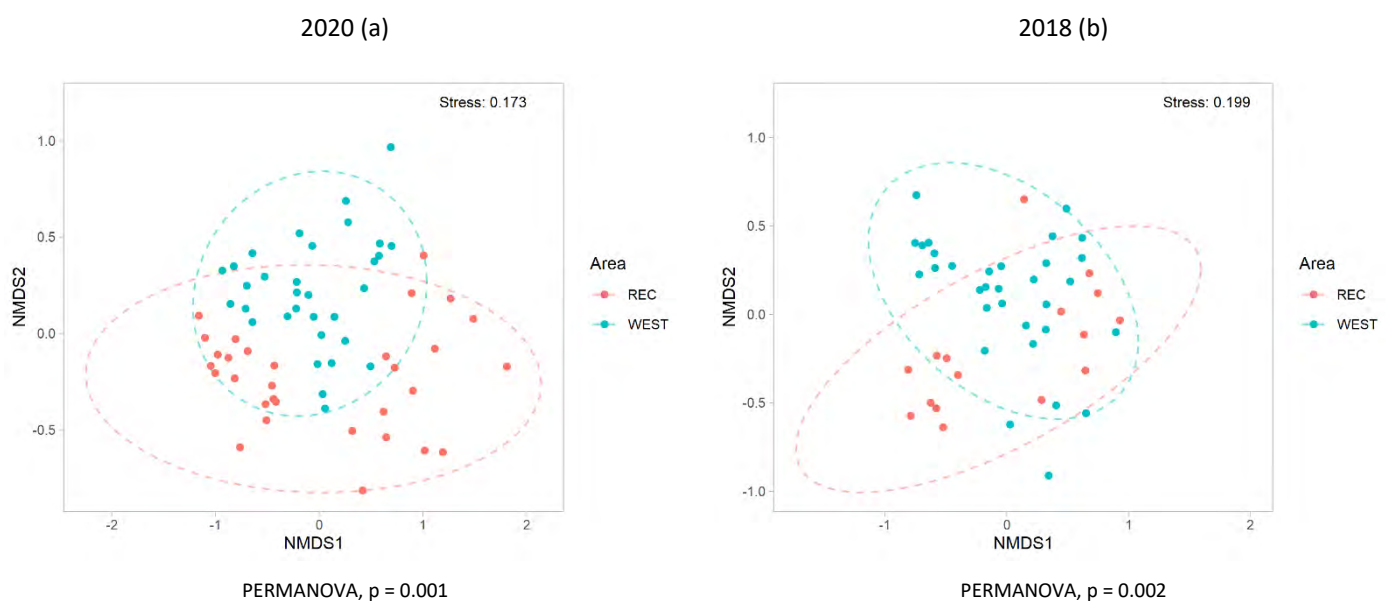 2020 (a)
Stress: 0.173
1.0
0.5
0.0
-0.5
NMDS2
-2
-1
0
1
2
NMDS1
Area
REC
WEST
PERMANOVA, p = 0.001
2018 (b)
Stress: 0.199
1.0
0.5
0.0
-0.5
-1.0
NMDS2
-1
0
1
2
NMDS1
Area
REC
WEST
PERMANOVA, p = 0.002